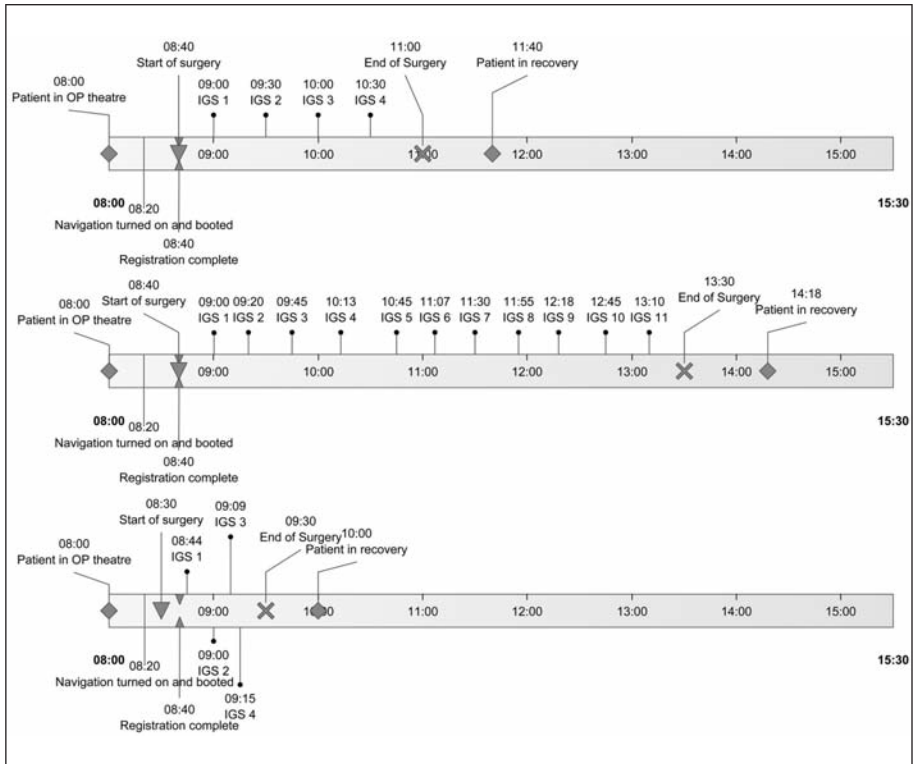 08:40
Start of surgery
11:00
End of Surgery
11:40
Patient in recovery
08:00
Patient in OP theatre
09:00
IGS 1
09:30
IGS 2
10:00
IGS 3
10:30
IGS 4
09:00 10:00 11:00 12:00 13:00 14:00 15:00
08:00 15:30
08:20
Navigation turned on and booted
08:40
Registration complete
08:40
Start of surgery
08:00
Patient in OP theatre
09:00
IGS 1
09:20
IGS 2
09:45
IGS 3
10:13
IGS 4
10:45
IGS 5
11:07
IGS 6
11:30
IGS 7
11:55
IGS 8
12:18
IGS 9
12:45
IGS 10
13:10
IGS 11
13:30
End of Surgery
14:18
Patient in recovery
09:00 10:00 11:00 12:00 13:00 14:00 15:00
08:00 15:30
08:20
Navigation turned on and booted
08:40
Registration complete
08:30
Start of surgery
09:09
IGS 3
08:00
Patient in OP theatre
08:44
IGS 1
09:30
End of Surgery
10:00
Patient in recovery
09:00 10:00 11:00 12:00 13:00 14:00 15:00
08:00 15:30
08:20
Navigation turned on and booted
09:00
IGS 2
09:15
IGS 4
08:40
Registration complete